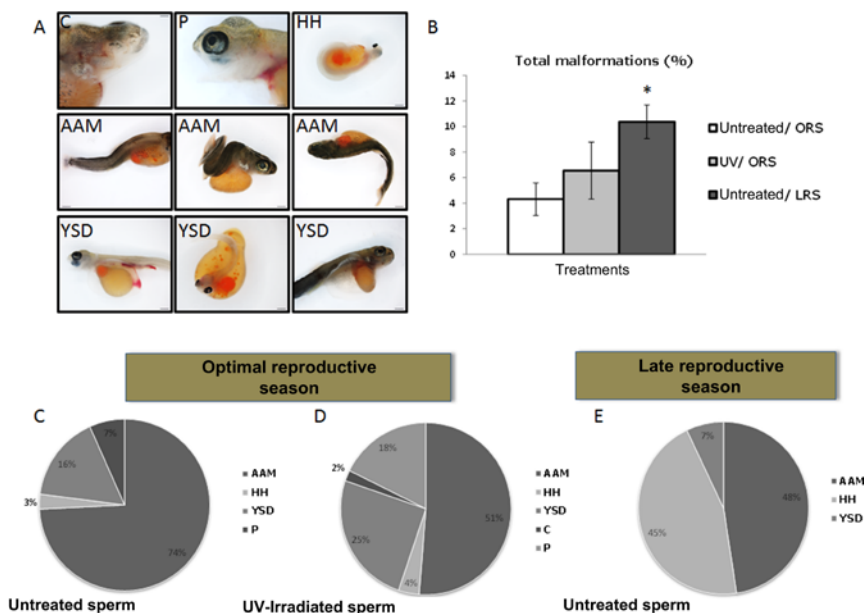 A
C
P
HH
AAM
AAM
AAM
YSD
YSD
YSD
B
Total malformations (%)
14
12
10
8
6
4
2
0
*
Treatments
Untreated/ ORS
UV/ ORS
Untreated/ LRS
Optimal reproductive
season
Late reproductive
season
C
7%
16%
3%
74%
AAM
HH
YSD
P
Untreated sperm
D
18%
2%
25%
4%
51%
AAM
HH
YSD
C
P
UV-Irradiated sperm
E
7%
45%
48%
AAM
HH
YSD
Untreated sperm